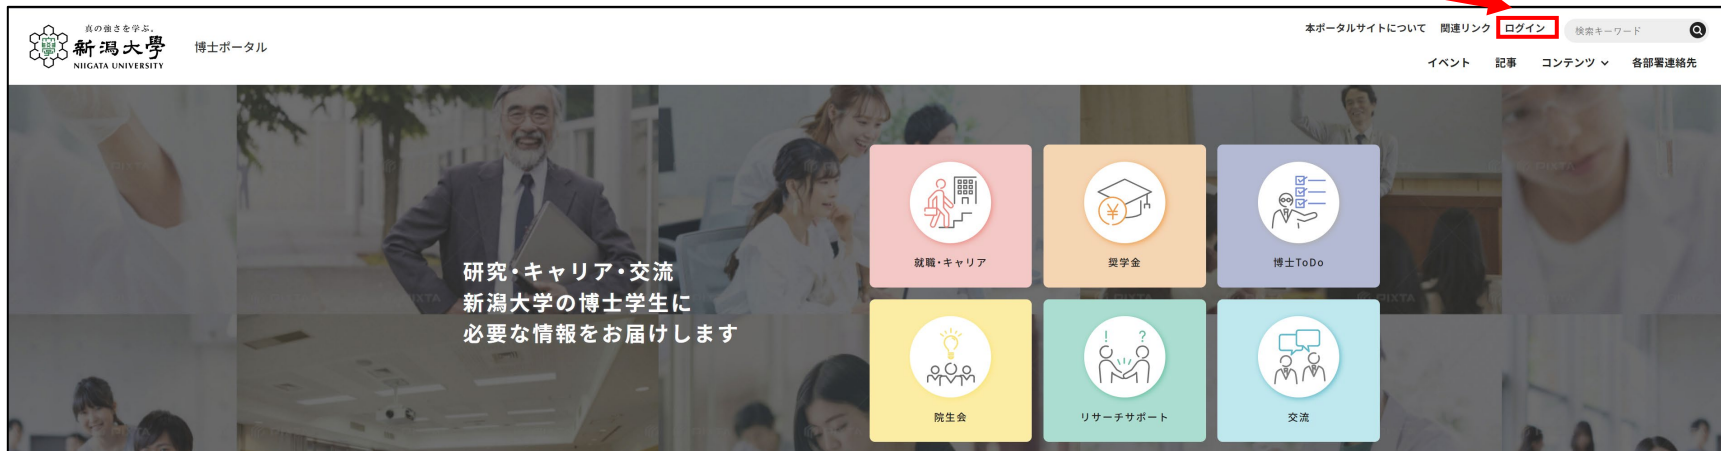 真の強さを学ぶ。
新潟大学
NIIGATA UNIVERSITY
博士ポータル
本ポータルサイトについて 関連リンク ログイン 検索キーワード
イベント 記事 コンテンツ 各部署連絡先
研究・キャリア・交流
新潟大学の博士学生に
必要な情報をお届けします
就職・キャリア
奨学金
博士ToDo
院生会
リサーチサポート
交流
PIXTA
PIXTA
PIXTA